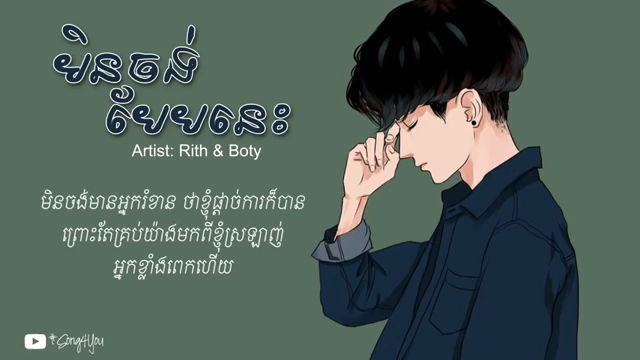 មិនចង់
បែបនេះ
Artist: Rith & Boty
មិនចង់មានអ្នករំខាន ថាខ្ញុំផ្ដាច់ការក៏បាន
ព្រោះតែគ្រប់យ៉ាងមកពីខ្ញុំស្រឡាញ់
អ្នកខ្លាំងពេកហើយ
Song4You